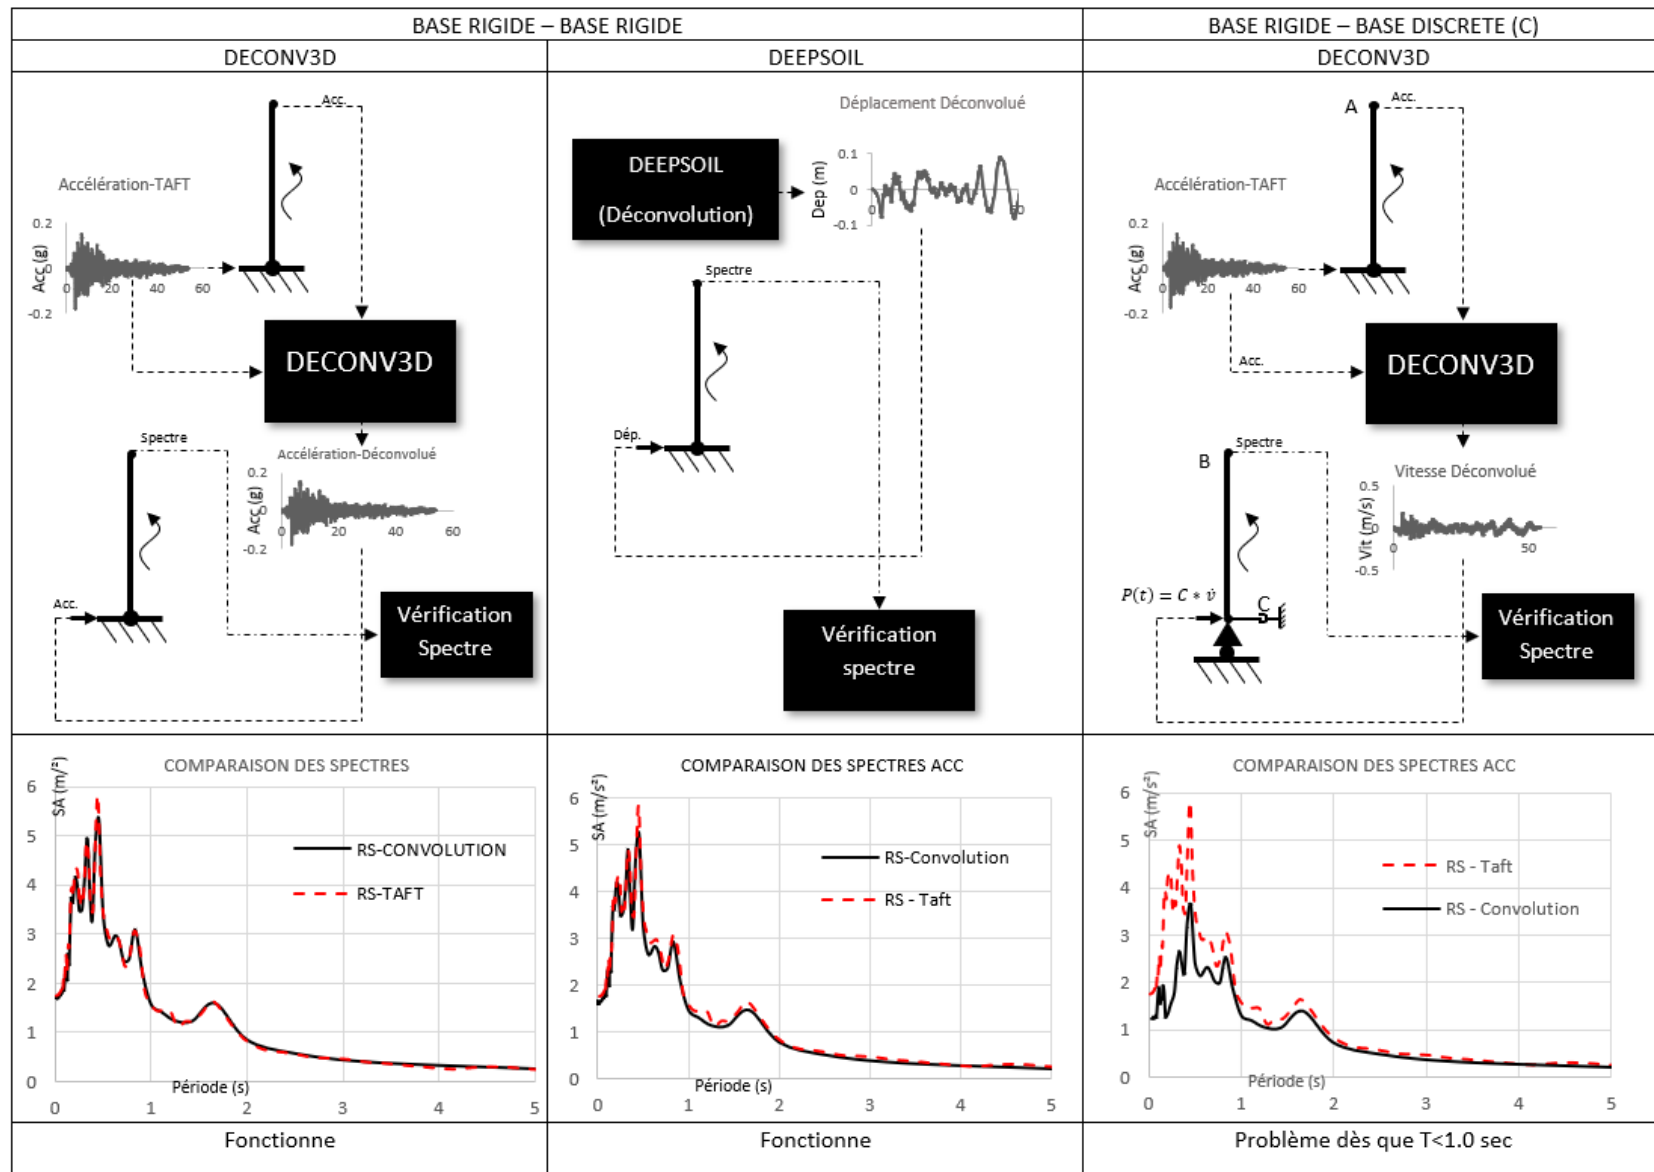 BASE RIGIDE – BASE RIGIDE
BASE RIGIDE – BASE DISCRETE (C)
DECONV3D
DEEPSOIL
DECONV3D
Acc.
Accélération-TAFT
0.2
0
-0.2
Acc (g)
0
20
40
60
DECONV3D
Spectre
Accélération-Déconvolué
0.2
0
-0.2
Acc (g)
0
20
40
60
Acc.
Vérification
Spectre
Déplacement Déconvolué
DEEPSOIL
(Déconvolution)
0.1
0
-0.1
Dep (m)
0
60
Spectre
Dép.
Vérification
spectre
A
Acc.
Accélération-TAFT
0.2
0
-0.2
Acc (g)
0
20
40
60
Acc.
DECONV3D
Spectre
B
Vitesse Déconvolué
0.5
0
-0.5
Vit (m/s)
0
50
P(t) = C * v̇
C
Vérification
Spectre
COMPARAISON DES SPECTRES
SA (m/²)
6
5
4
3
2
1
0
RS-CONVOLUTION
RS-TAFT
Période (s)
0 1 2 3 4 5
COMPARAISON DES SPECTRES ACC
SA (m/s²)
6
5
4
3
2
1
0
RS-Convolution
RS - Taft
Période (s)
0 1 2 3 4 5
COMPARAISON DES SPECTRES ACC
SA (m/s²)
6
5
4
3
2
1
0
RS - Taft
RS - Convolution
Période (s)
0 1 2 3 4 5
Fonctionne
Fonctionne
Problème dès que T<1.0 sec